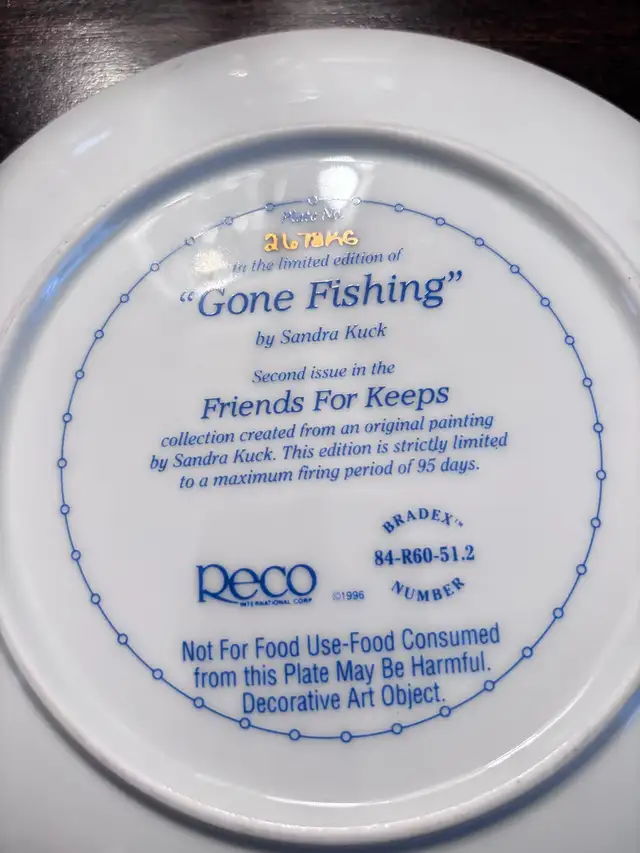 Plate No.
2678KG
in the limited edition of
“Gone Fishing”
by Sandra Kuck
Second issue in the
Friends For Keeps
collection created from an original painting
by Sandra Kuck. This edition is strictly limited
to a maximum firing period of 95 days.
BRADEX™
84-R60-51.2
NUMBER
Reco
INTERNATIONAL CORP
©1996
Not For Food Use-Food Consumed
from this Plate May Be Harmful.
Decorative Art Object.